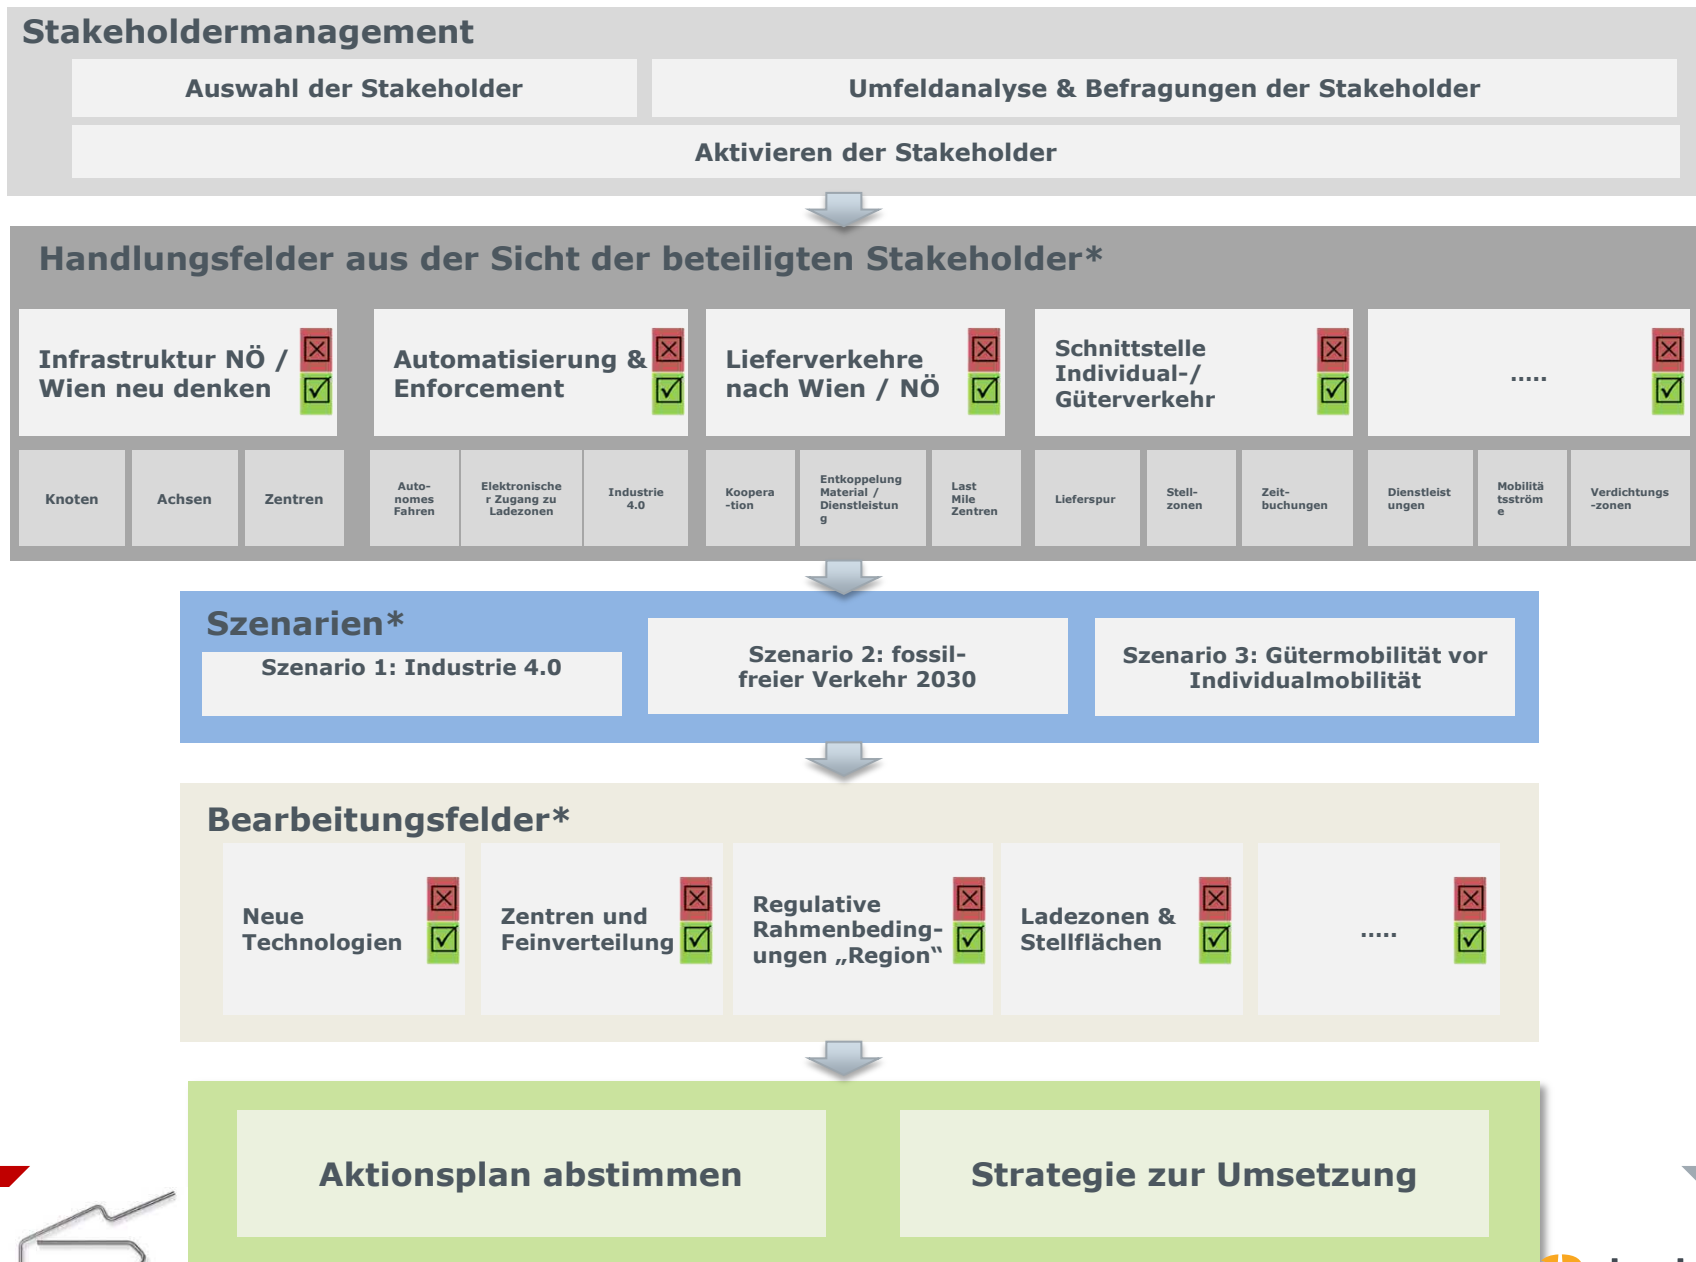 Stakeholdermanagement
Auswahl der Stakeholder
Umfeldanalyse & Befragungen der Stakeholder
Aktivieren der Stakeholder
Handlungsfelder aus der Sicht der beteiligten Stakeholder*
Infrastruktur NÖ /
Wien neu denken
Automatisierung &
Enforcement
Lieferverkehre
nach Wien / NÖ
Schnittstelle
Individual-/
Güterverkehr
.....
Knoten
Achsen
Zentren
Auto-
nomes
Fahren
Elektronische
r Zugang zu
Ladezonen
Industrie
4.0
Koopera
-tion
Entkoppelung
Material /
Dienstleistun
g
Last
Mile
Zentren
Lieferspur
Stell-
zonen
Zeit-
buchungen
Dienstleist
ungen
Mobilitä
tsström
e
Verdichtungs
-zonen
Szenarien*
Szenario 1: Industrie 4.0
Szenario 2: fossil-
freier Verkehr 2030
Szenario 3: Gütermobilität vor
Individualmobilität
Bearbeitungsfelder*
Neue
Technologien
Zentren und
Feinverteilung
Regulative
Rahmenbeding-
ungen „Region“
Ladezonen &
Stellflächen
.....
Aktionsplan abstimmen
Strategie zur Umsetzung